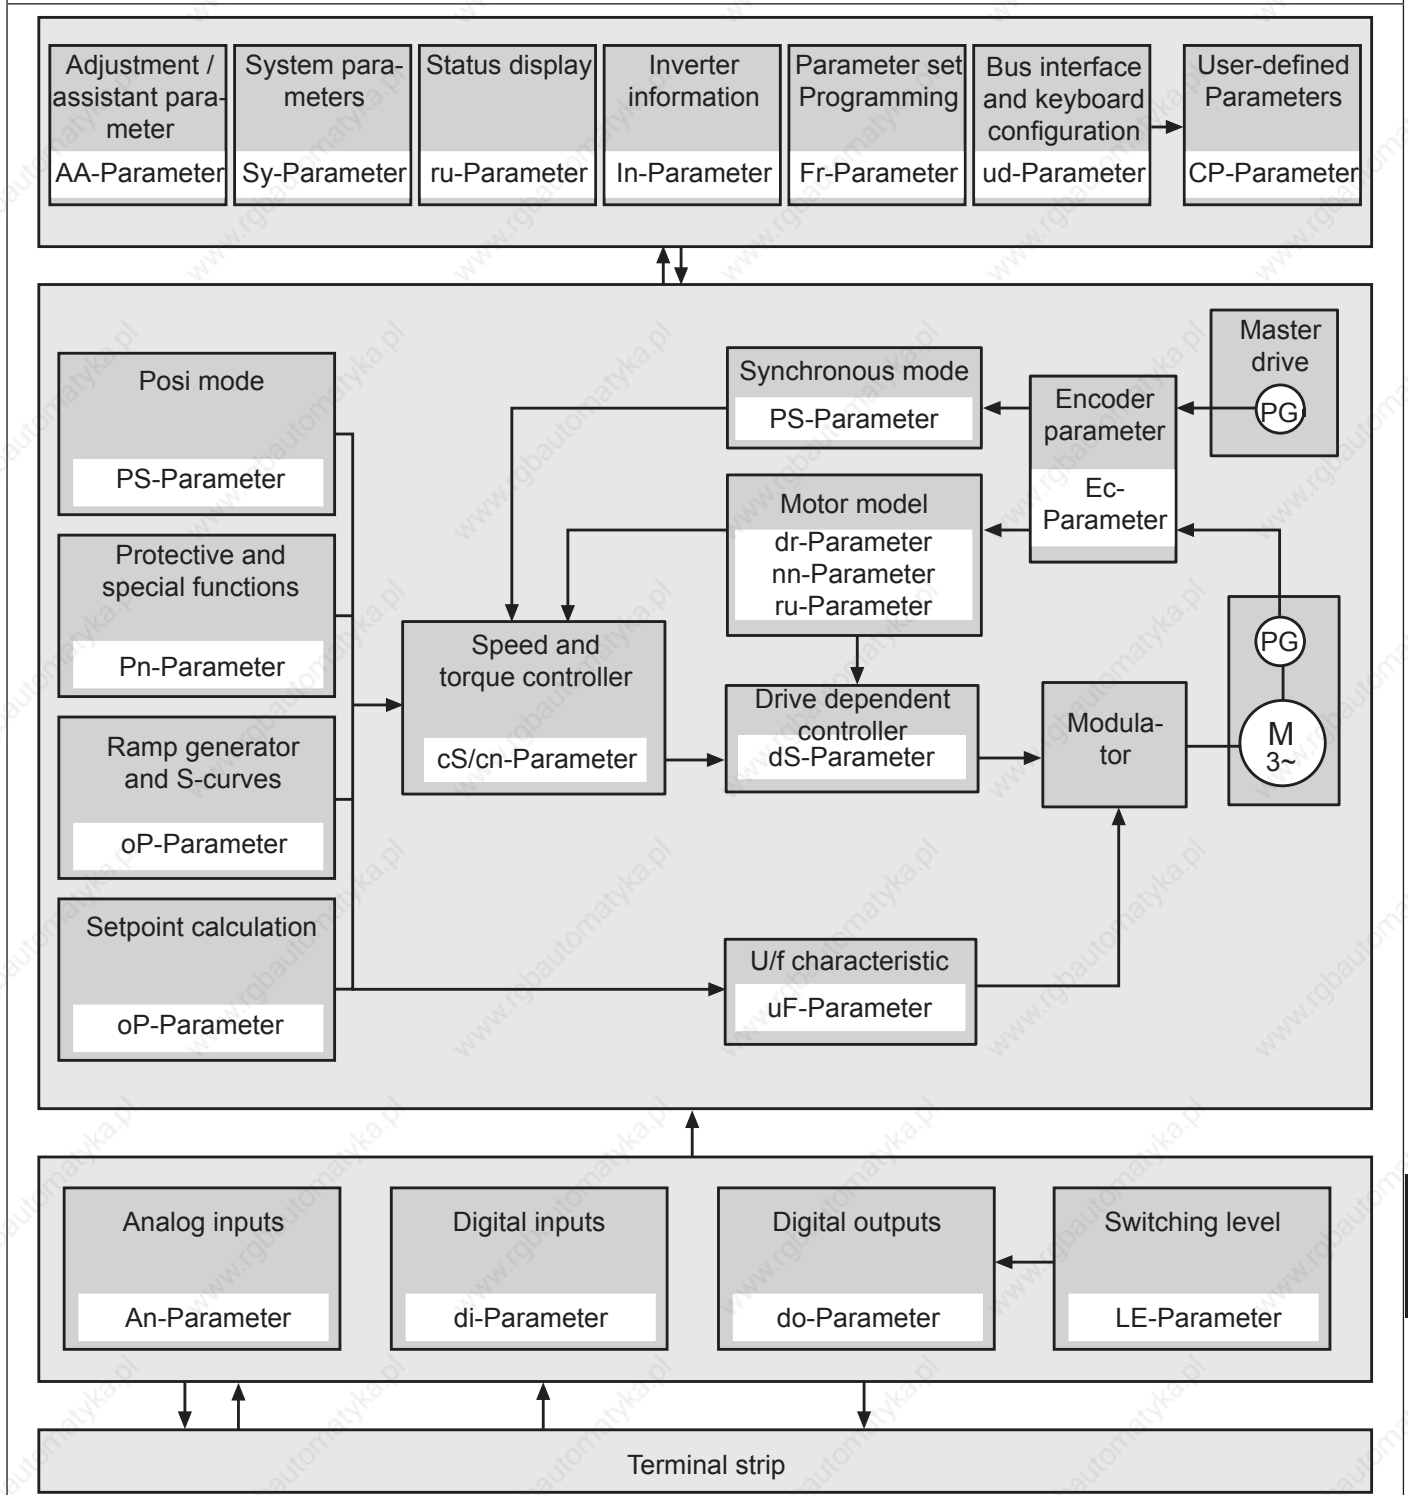 Adjustment /
assistant para-
meter
AA-Parameter
System para-
meters
Sy-Parameter
Status display
ru-Parameter
Inverter
information
In-Parameter
Parameter set
Programming
Fr-Parameter
Bus interface
and keyboard
configuration
ud-Parameter
User-defined
Parameters
CP-Parameter
Posi mode
PS-Parameter
Protective and
special functions
Pn-Parameter
Ramp generator
and S-curves
oP-Parameter
Setpoint calculation
oP-Parameter
Speed and
torque controller
cS/cn-Parameter
Synchronous mode
PS-Parameter
Motor model
dr-Parameter
nn-Parameter
ru-Parameter
Drive dependent
controller
dS-Parameter
U/f characteristic
uF-Parameter
Encoder
parameter
Ec-
Parameter
Master
drive
PG
Modula-
tor
PG
M
3~
Analog inputs
An-Parameter
Digital inputs
di-Parameter
Digital outputs
do-Parameter
Switching level
LE-Parameter
Terminal strip
www.rgbautomatyka.pl